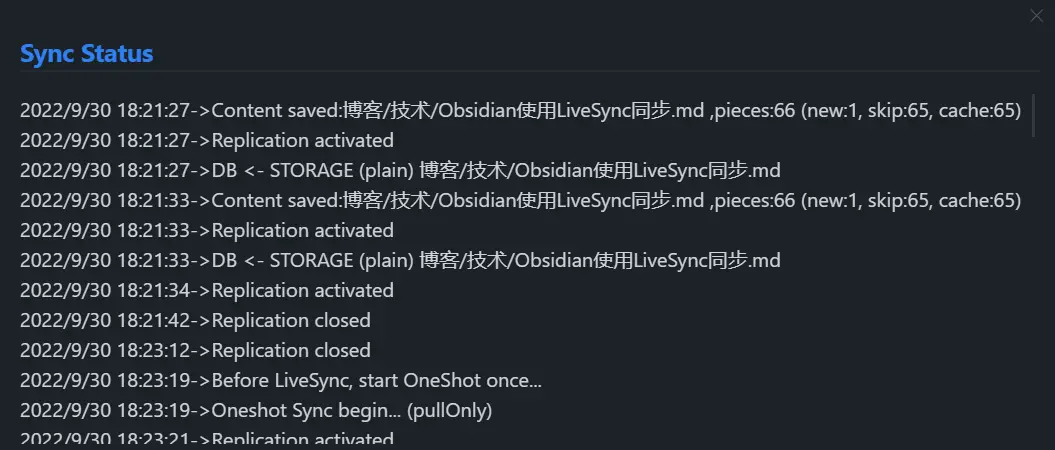 Sync Status
2022/9/30 18:21:27->Content saved:博客/技术/Obsidian使用LiveSync同步.md ,pieces:66 (new:1, skip:65, cache:65)
2022/9/30 18:21:27->Replication activated
2022/9/30 18:21:27->DB <- STORAGE (plain) 博客/技术/Obsidian使用LiveSync同步.md
2022/9/30 18:21:33->Content saved:博客/技术/Obsidian使用LiveSync同步.md ,pieces:66 (new:1, skip:65, cache:65)
2022/9/30 18:21:33->Replication activated
2022/9/30 18:21:33->DB <- STORAGE (plain) 博客/技术/Obsidian使用LiveSync同步.md
2022/9/30 18:21:34->Replication activated
2022/9/30 18:21:42->Replication closed
2022/9/30 18:23:12->Replication closed
2022/9/30 18:23:19->Before LiveSync, start OneShot once...
2022/9/30 18:23:19->Oneshot Sync begin... (pullOnly)
2022/9/30 18:23:21->Replication activated